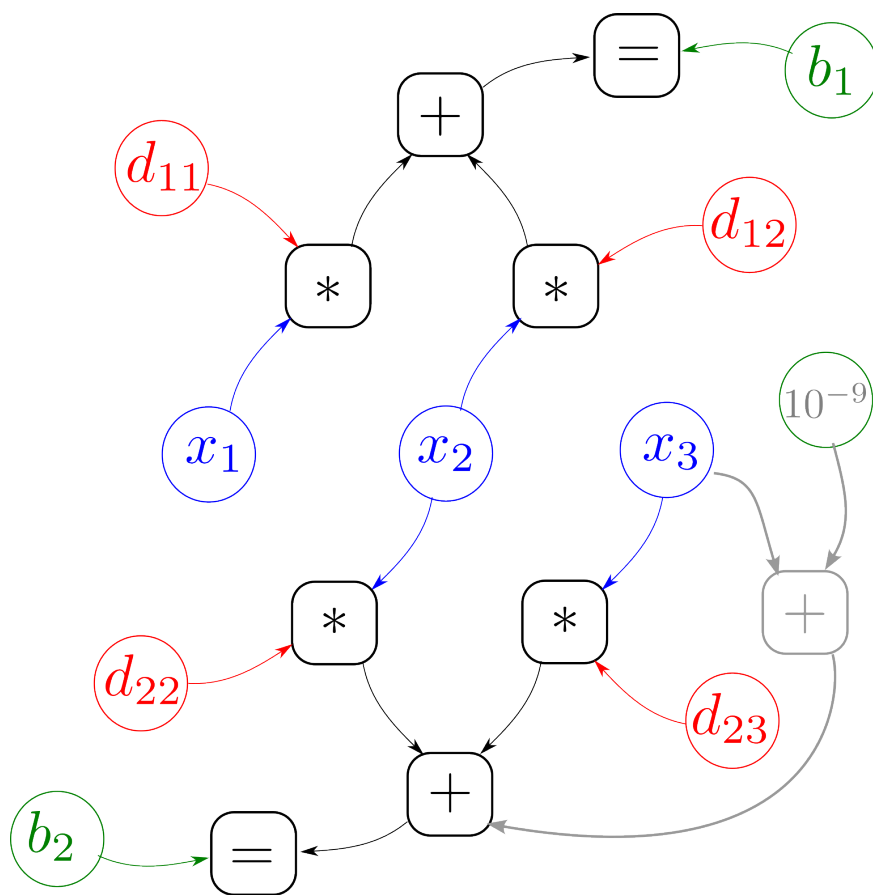 =
b₁
+
d₁₁
d₁₂
*
*
10⁻⁹
x₁
x₂
x₃
*
*
+
d₂₂
d₂₃
+
b₂
=